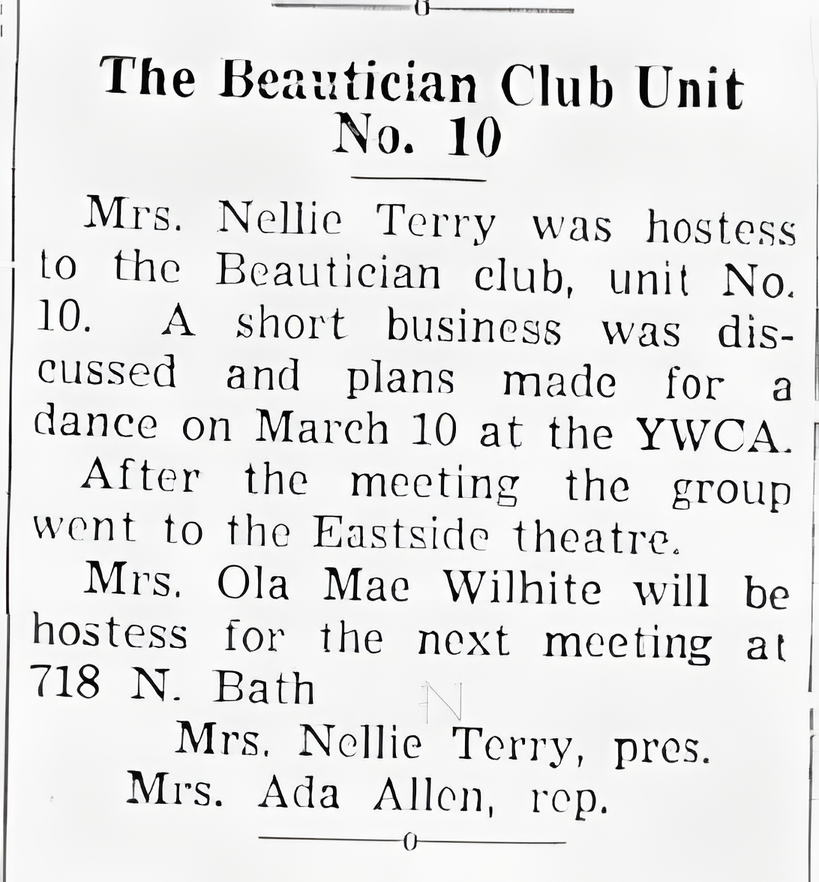 The Beautician Club Unit
No. 10
Mrs. Nellie Terry was hostess
to the Beautician club, unit No.
10. A short business was dis-
cussed and plans made for a
dance on March 10 at the YWCA.
After the meeting the group
went to the Eastside theatre.
Mrs. Ola Mae Wilhite will be
hostess for the next meeting at
718 N. Bath
N
Mrs. Nellie Terry, pres.
Mrs. Ada Allen, rep.